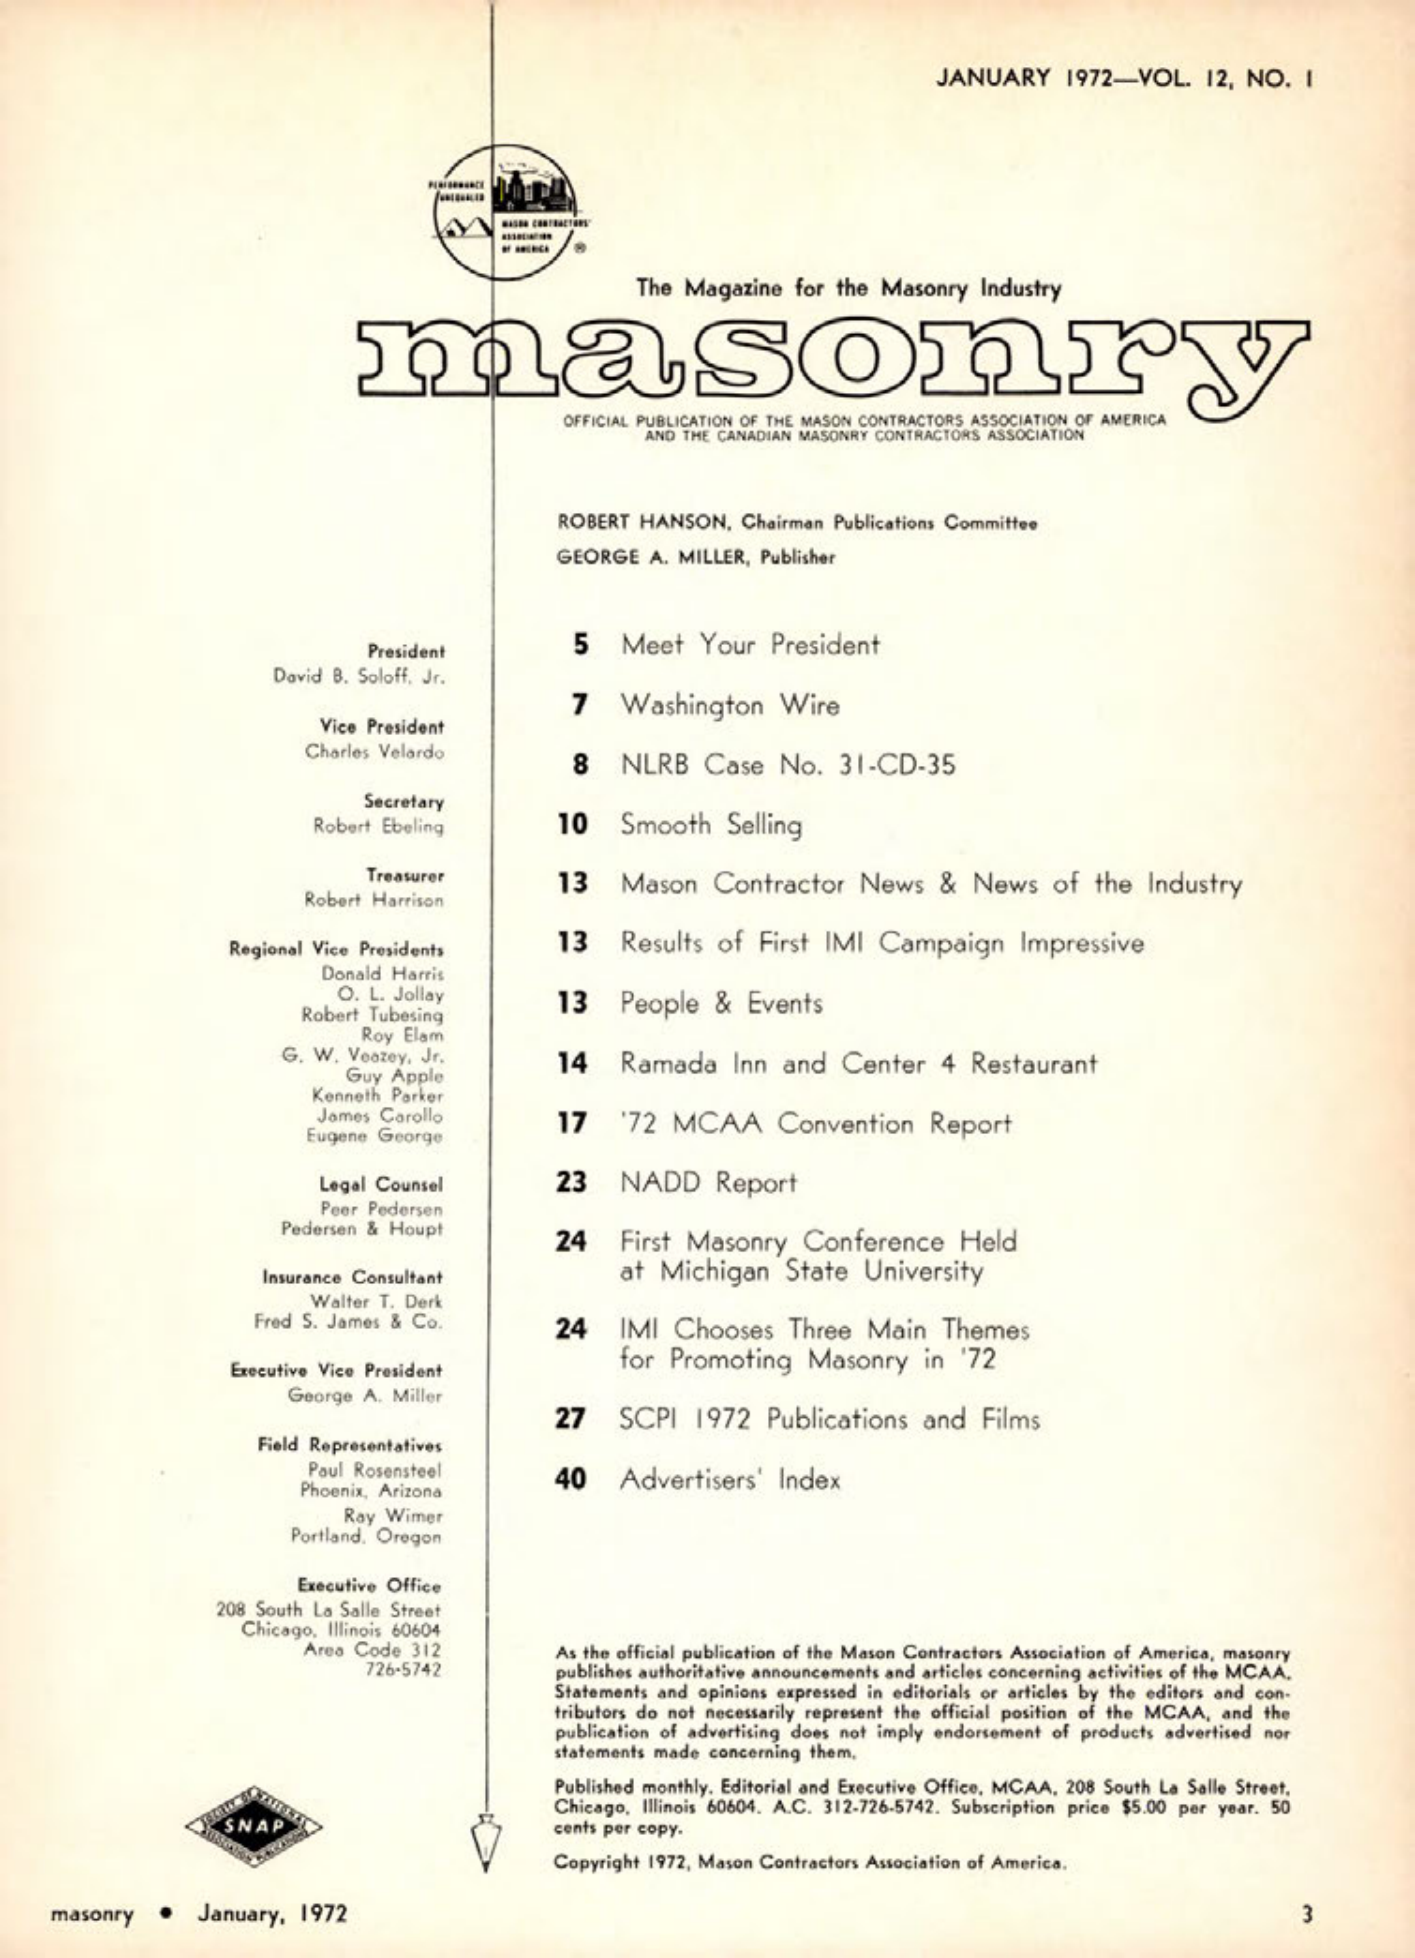 JANUARY 1972—VOL. 12, NO. 1
PERFORMANCE
UNEQUALED
MASON CONTRACTORS'
ASSOCIATION
OF AMERICA
®
The Magazine for the Masonry Industry
masonry
OFFICIAL PUBLICATION OF THE MASON CONTRACTORS ASSOCIATION OF AMERICA
AND THE CANADIAN MASONRY CONTRACTORS ASSOCIATION
ROBERT HANSON, Chairman Publications Committee
GEORGE A. MILLER, Publisher
President
David B. Soloff, Jr.
Vice President
Charles Velardo
Secretary
Robert Ebeling
Treasurer
Robert Harrison
Regional Vice Presidents
Donald Harris
O. L. Jollay
Robert Tubesing
Roy Elam
G. W. Veazey, Jr.
Guy Apple
Kenneth Parker
James Carollo
Eugene George
Legal Counsel
Peer Pedersen
Pedersen & Houpt
Insurance Consultant
Walter T. Derk
Fred S. James & Co.
Executive Vice President
George A. Miller
Field Representatives
Paul Rosensteel
Phoenix, Arizona
Ray Wimer
Portland, Oregon
Executive Office
208 South La Salle Street
Chicago, Illinois 60604
Area Code 312
726-5742
5 Meet Your President
7 Washington Wire
8 NLRB Case No. 31-CD-35
10 Smooth Selling
13 Mason Contractor News & News of the Industry
13 Results of First IMI Campaign Impressive
13 People & Events
14 Ramada Inn and Center 4 Restaurant
17 '72 MCAA Convention Report
23 NADD Report
24 First Masonry Conference Held
at Michigan State University
24 IMI Chooses Three Main Themes
for Promoting Masonry in '72
27 SCPI 1972 Publications and Films
40 Advertisers' Index
As the official publication of the Mason Contractors Association of America, masonry
publishes authoritative announcements and articles concerning activities of the MCAA.
Statements and opinions expressed in editorials or articles by the editors and con-
tributors do not necessarily represent the official position of the MCAA, and the
publication of advertising does not imply endorsement of products advertised nor
statements made concerning them.
Published monthly. Editorial and Executive Office, MCAA, 208 South La Salle Street,
Chicago, Illinois 60604. A.C. 312-726-5742. Subscription price $5.00 per year. 50
cents per copy.
Copyright 1972, Mason Contractors Association of America.
SOCIETY OF NATIONAL
SNAP
ASSOCIATION PUBLICATIONS
masonry • January, 1972
3